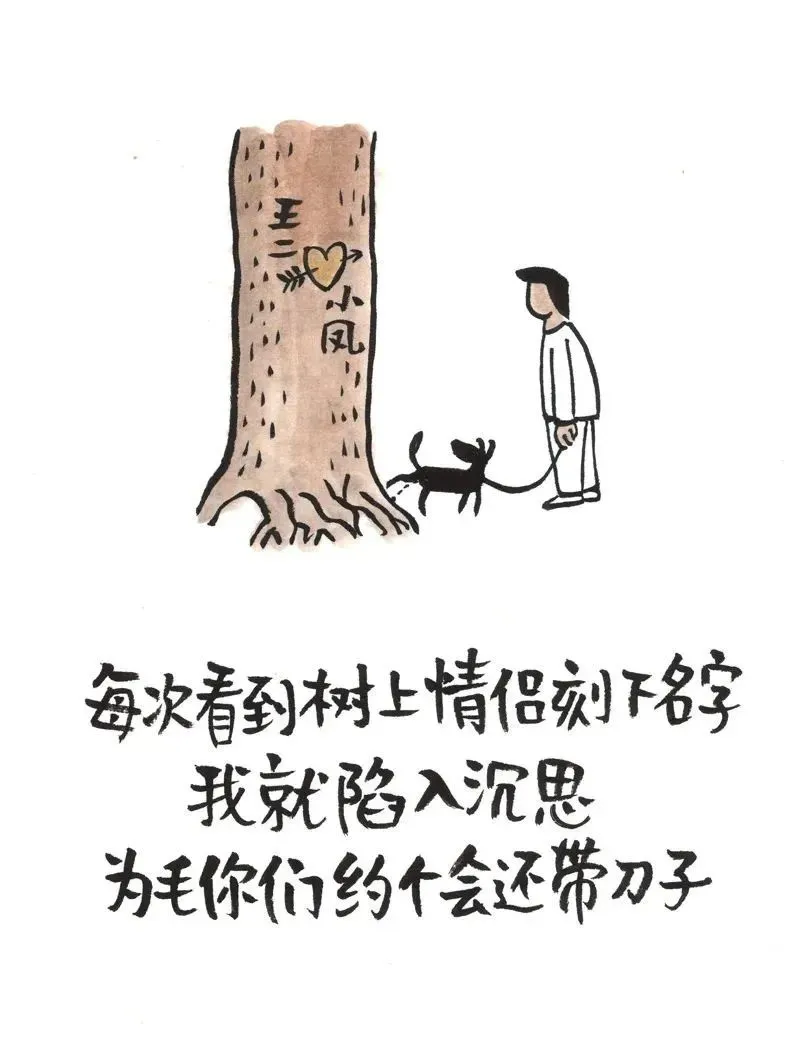 王二
小凤
每次看到树上情侣刻下名字
我就陷入沉思
为毛你们约个会还带刀子